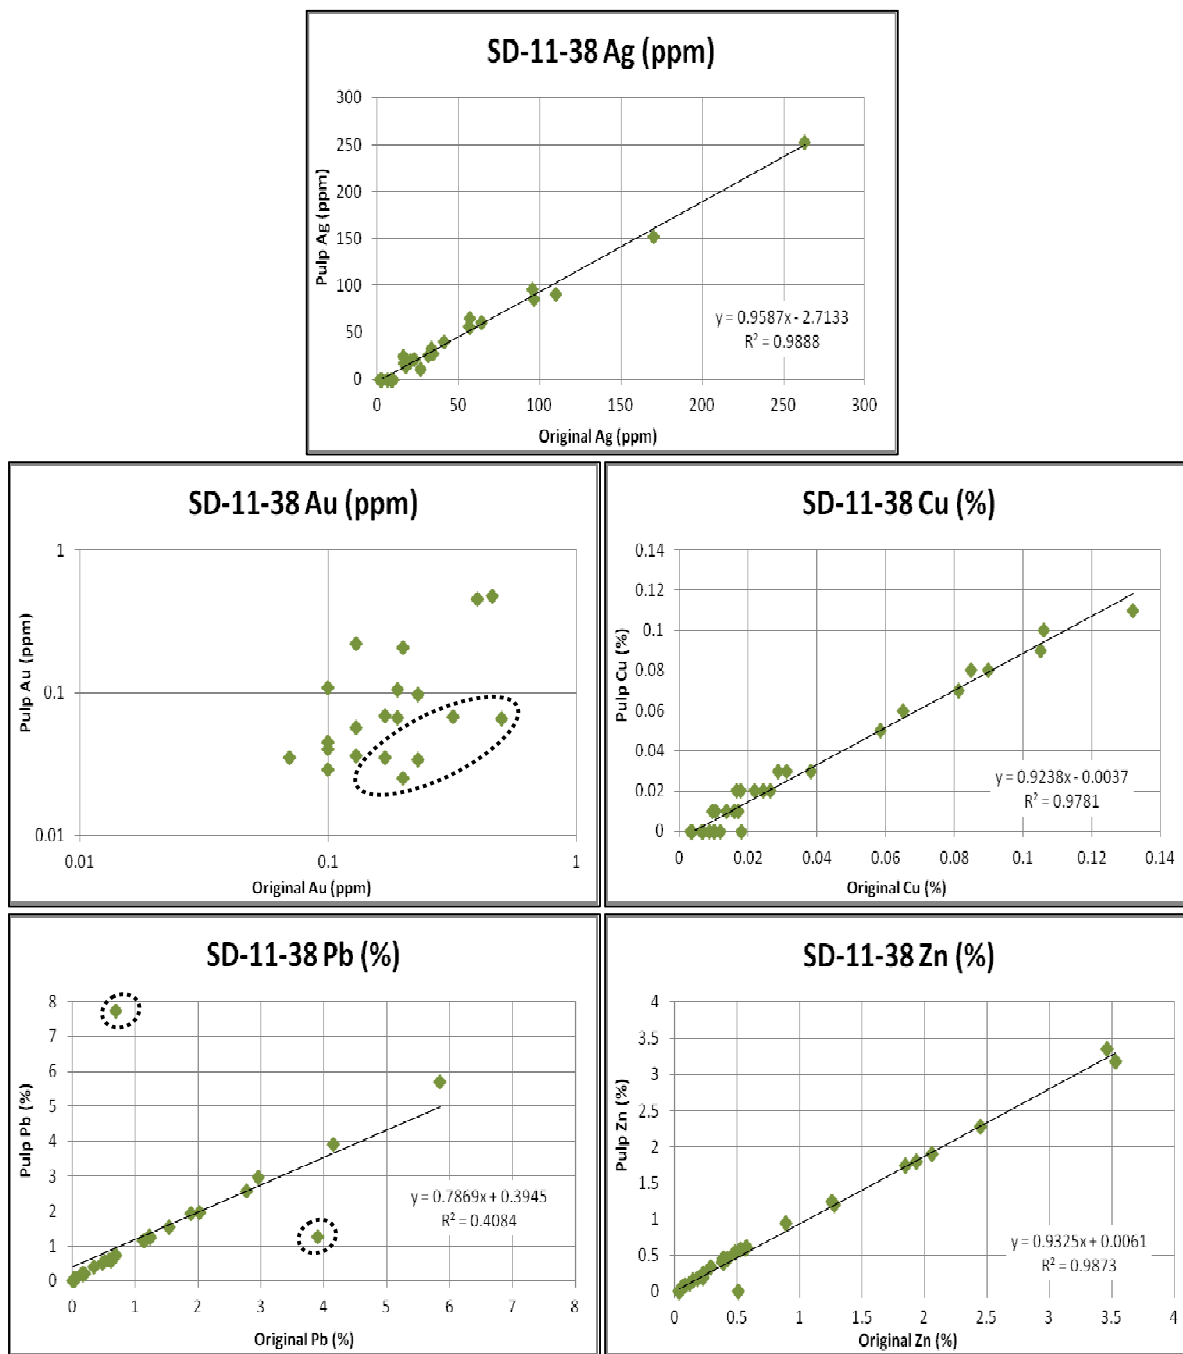 SD-11-38 Ag (ppm)
300
250
200
150
100
50
0
Pulp Ag (ppm)
y = 0.9587x - 2.7133
R² = 0.9888
0 50 100 150 200 250 300
Original Ag (ppm)
SD-11-38 Au (ppm)
1
0.1
0.01
Pulp Au (ppm)
0.01 0.1 1
Original Au (ppm)
SD-11-38 Cu (%)
0.14
0.12
0.1
0.08
0.06
0.04
0.02
0
Pulp Cu (%)
y = 0.9238x - 0.0037
R² = 0.9781
0 0.02 0.04 0.06 0.08 0.1 0.12 0.14
Original Cu (%)
SD-11-38 Pb (%)
8
7
6
5
4
3
2
1
0
Pulp Pb (%)
y = 0.7869x + 0.3945
R² = 0.4084
0 1 2 3 4 5 6 7 8
Original Pb (%)
SD-11-38 Zn (%)
4
3.5
3
2.5
2
1.5
1
0.5
0
Pulp Zn (%)
y = 0.9325x + 0.0061
R² = 0.9873
0 0.5 1 1.5 2 2.5 3 3.5 4
Original Zn (%)